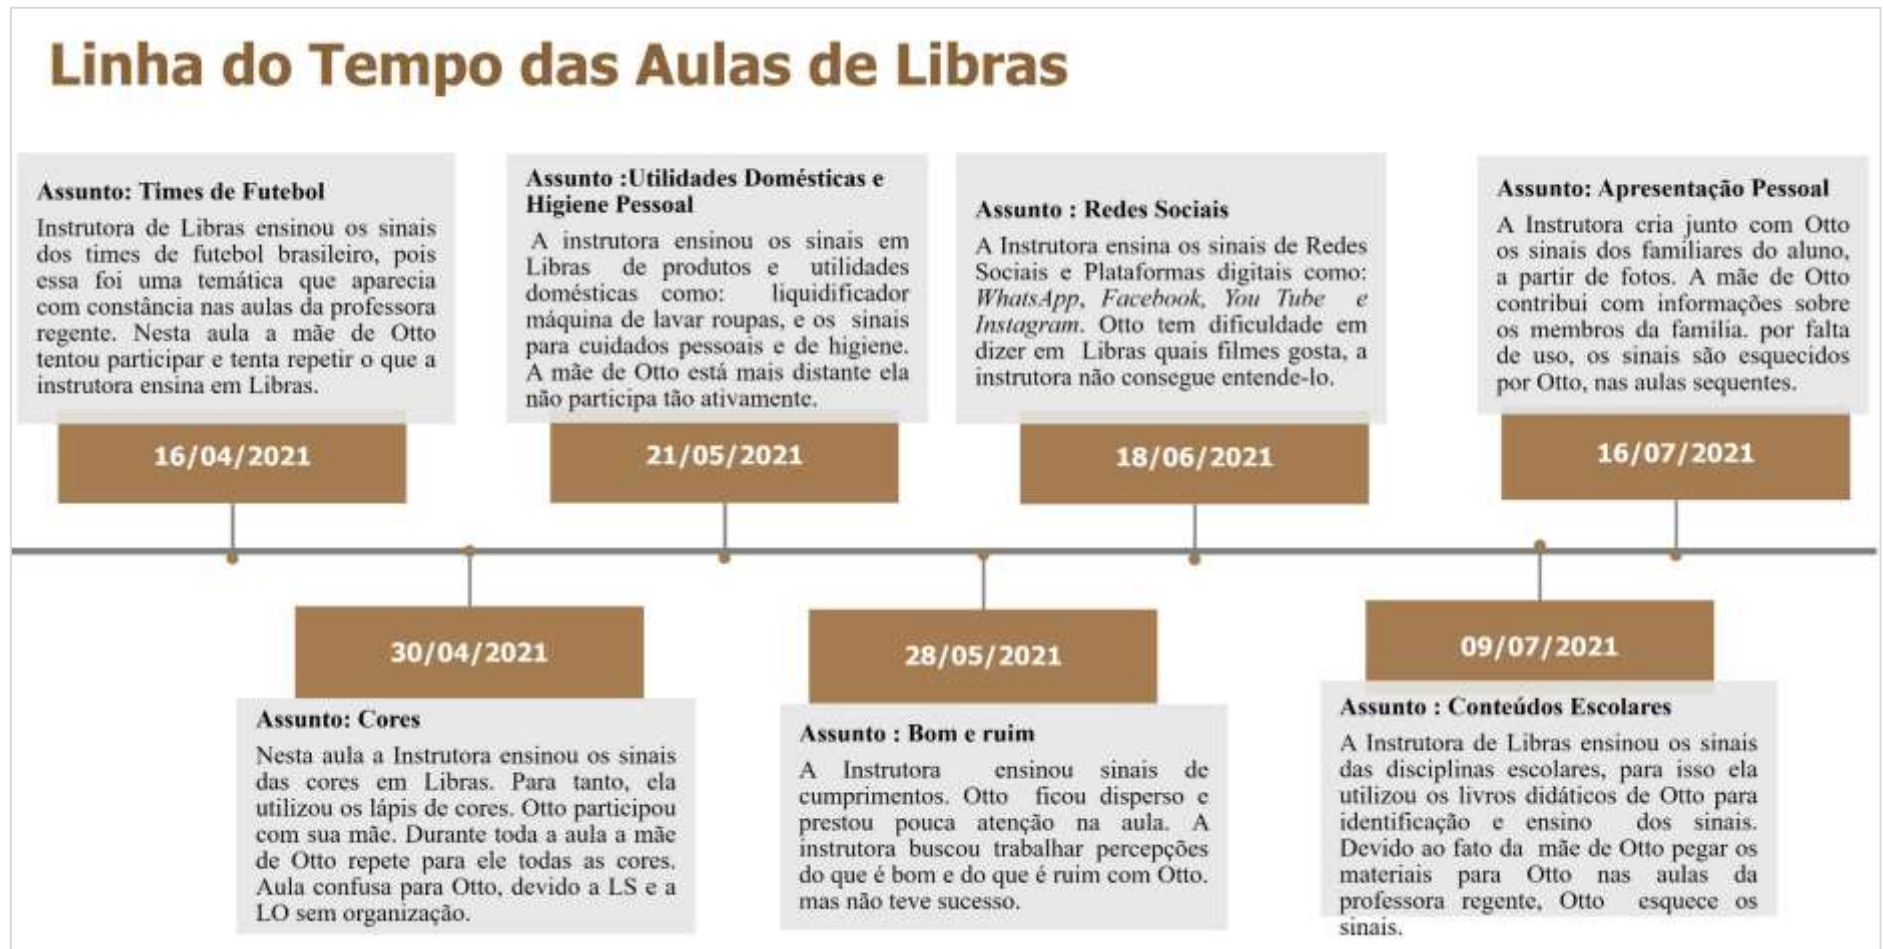 Linha do Tempo das Aulas de Libras
Assunto: Times de Futebol
Instrutora de Libras ensinou os sinais
dos times de futebol brasileiro, pois
essa foi uma temática que aparecia
com constância nas aulas da professora
regente. Nesta aula a mãe de Otto
tentou participar e tenta repetir o que a
instrutora ensina em Libras.
16/04/2021
Assunto :Utilidades Domésticas e
Higiene Pessoal
A instrutora ensinou os sinais em
Libras de produtos e utilidades
domésticas como: liquidificador
máquina de lavar roupas, e os sinais
para cuidados pessoais e de higiene.
A mãe de Otto está mais distante ela
não participa tão ativamente.
21/05/2021
Assunto : Redes Sociais
A Instrutora ensina os sinais de Redes
Sociais e Plataformas digitais como:
WhatsApp, Facebook, You Tube e
Instagram. Otto tem dificuldade em
dizer em Libras quais filmes gosta, a
instrutora não consegue entende-lo.
18/06/2021
Assunto: Apresentação Pessoal
A Instrutora cria junto com Otto
os sinais dos familiares do aluno,
a partir de fotos. A mãe de Otto
contribui com informações sobre
os membros da familia. por falta
de uso, os sinais são esquecidos
por Otto, nas aulas sequentes.
16/07/2021
30/04/2021
Assunto: Cores
Nesta aula a Instrutora ensinou os sinais
das cores em Libras. Para tanto, ela
utilizou os lápis de cores. Otto participou
com sua mãe. Durante toda a aula a mãe
de Otto repete para ele todas as cores.
Aula confusa para Otto, devido a LS e a
LO sem organização.
28/05/2021
Assunto : Bom e ruim
A Instrutora ensinou sinais de
cumprimentos. Otto ficou disperso e
prestou pouca atenção na aula. A
instrutora buscou trabalhar percepções
do que é bom e do que é ruim com Otto.
mas não teve sucesso.
09/07/2021
Assunto : Conteúdos Escolares
A Instrutora de Libras ensinou os sinais
das disciplinas escolares, para isso ela
utilizou os livros didáticos de Otto para
identificação e ensino dos sinais.
Devido ao fato da mãe de Otto pegar os
materiais para Otto nas aulas da
professora regente, Otto esquece os
sinais.